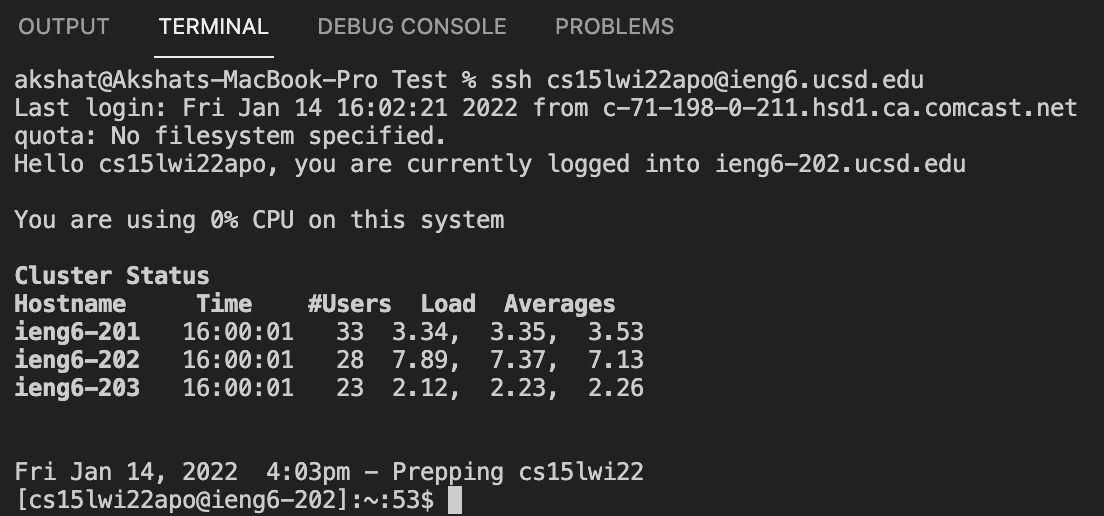 OUTPUT TERMINAL DEBUG CONSOLE PROBLEMS
akshat@Akshats-MacBook-Pro Test % ssh cs15lwi22apo@ieng6.ucsd.edu
Last login: Fri Jan 14 16:02:21 2022 from c-71-198-0-211.hsd1.ca.comcast.net
quota: No filesystem specified.
Hello cs15lwi22apo, you are currently logged into ieng6-202.ucsd.edu
You are using 0% CPU on this system
Cluster Status
Hostname     Time    #Users  Load  Averages
ieng6-201   16:00:01   33  3.34,  3.35,  3.53
ieng6-202   16:00:01   28  7.89,  7.37,  7.13
ieng6-203   16:00:01   23  2.12,  2.23,  2.26
Fri Jan 14, 2022  4:03pm - Prepping cs15lwi22
[cs15lwi22apo@ieng6-202]:~:53$